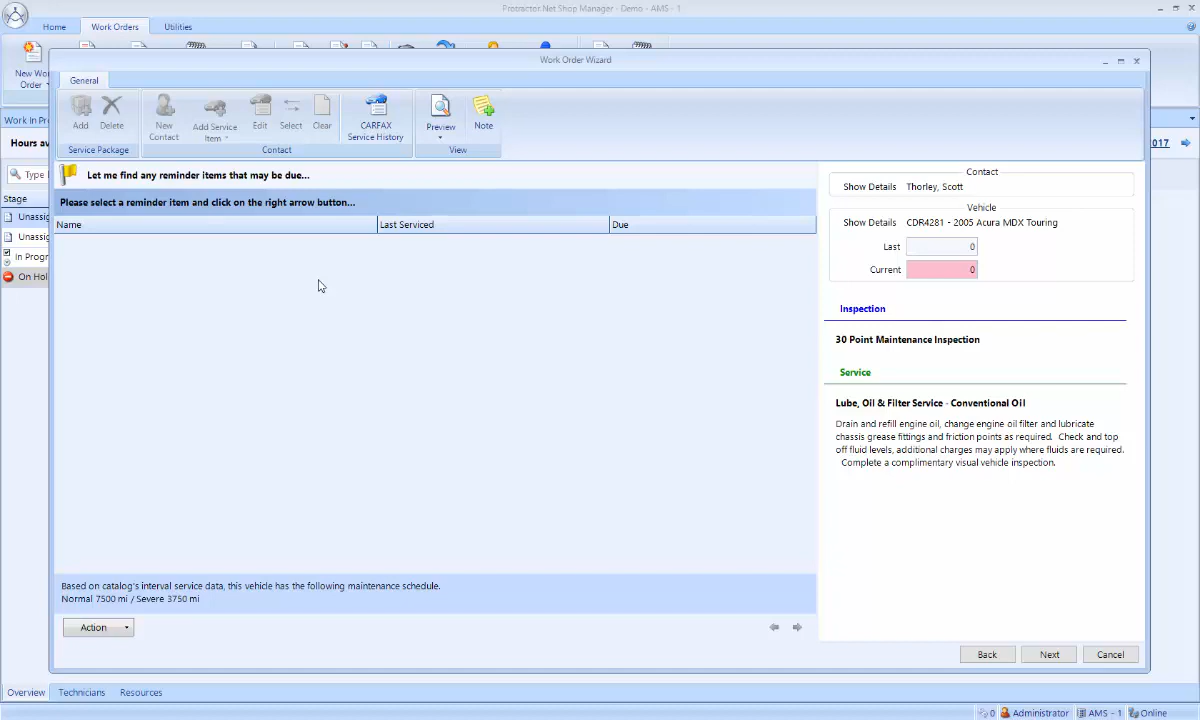 Protractor.Net Shop Manager - Demo - AMS - 1
Home Work Orders Utilities
New Wo
Order
Work In Pr
Hours av
Type
Stage
Unassig
Unassig
In Progr
On Hol
2017
Work Order Wizard
General
Add Delete
Service Package
New
Contact
Add Service
Item
Edit Select Clear
CARFAX
Service History
Contact
Preview Note
View
Let me find any reminder items that may be due...
Please select a reminder item and click on the right arrow button...
Name Last Serviced Due
Based on catalog's interval service data, this vehicle has the following maintenance schedule.
Normal 7500 mi / Severe 3750 mi
Action
Contact
Show Details Thorley, Scott
Vehicle
Show Details CDR4281 - 2005 Acura MDX Touring
Last 0
Current 0
Inspection
30 Point Maintenance Inspection
Service
Lube, Oil & Filter Service - Conventional Oil
Drain and refill engine oil, change engine oil filter and lubricate
chassis grease fittings and friction points as required. Check and top
off fluid levels, additional charges may apply where fluids are required.
Complete a complimentary visual vehicle inspection.
Back Next Cancel
Overview Technicians Resources
0 Administrator AMS - 1 Online